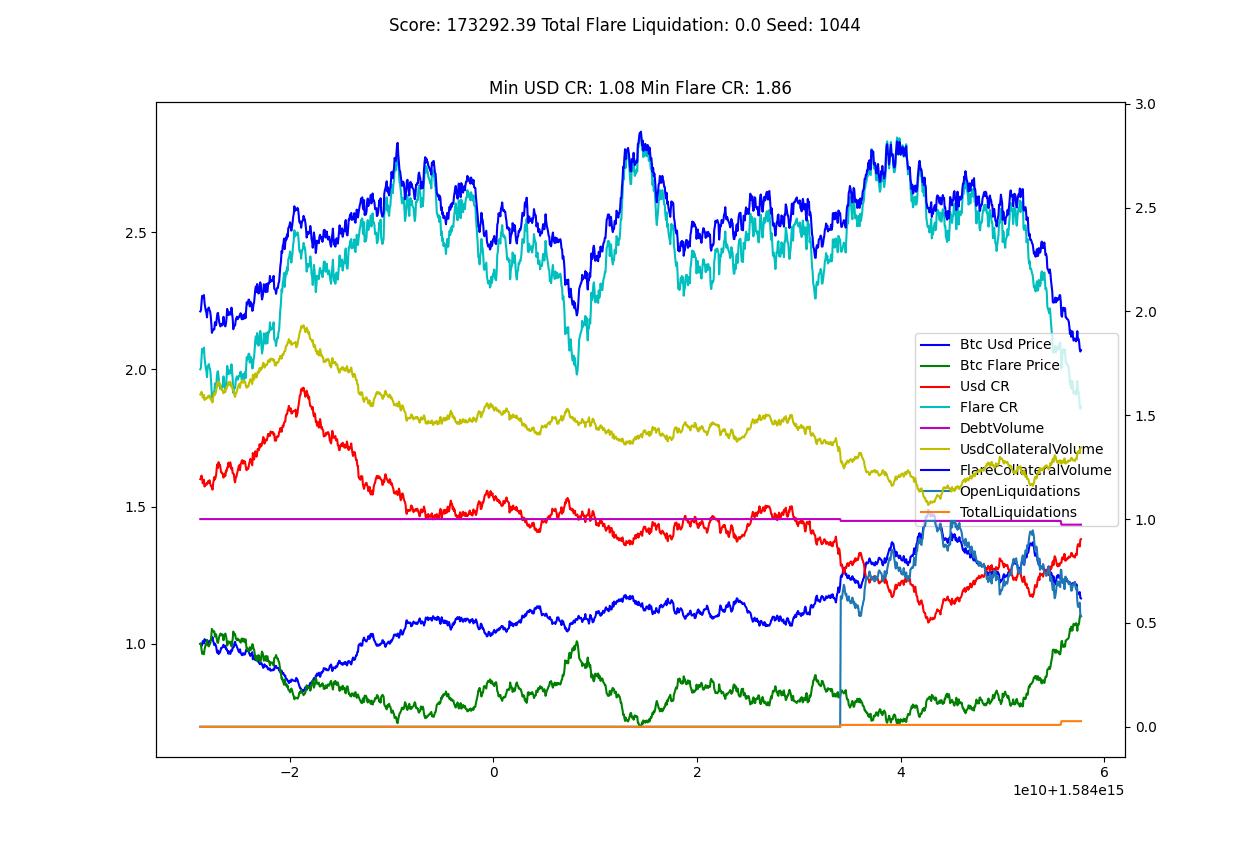 Score: 173292.39 Total Flare Liquidation: 0.0 Seed: 1044
Min USD CR: 1.08 Min Flare CR: 1.86
3.0
2.5
2.5
2.0
2.0
1.5
1.5
1.0
1.0
0.5
0.0
Btc Usd Price
Btc Flare Price
Usd CR
Flare CR
DebtVolume
UsdCollateralVolume
FlareCollateralVolume
OpenLiquidations
TotalLiquidations
−2
0
2
4
6
1e10+1.584e15